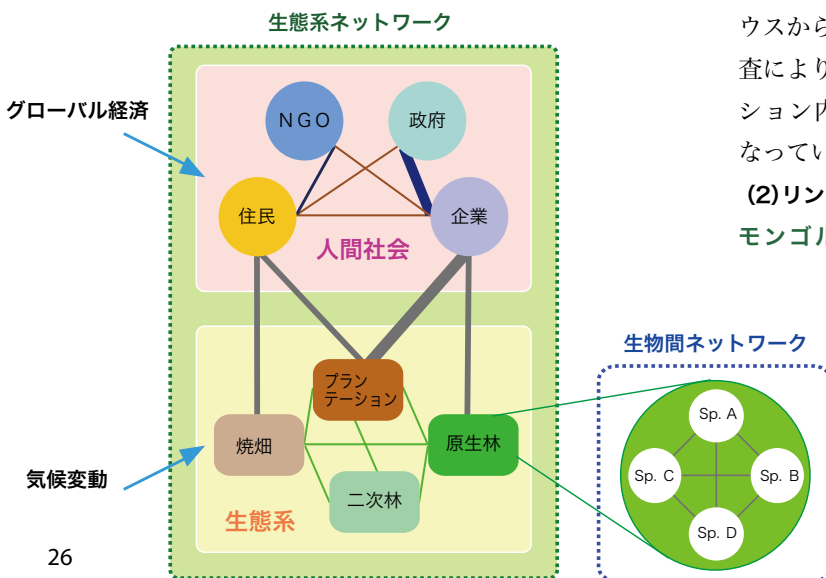 生態系ネットワーク
グローバル経済
NGO
政府
住民
企業
人間社会
プラン
テーション
焼畑
原生林
二次林
生態系
気候変動
26
ウスから
査により
ション内
なってい
(2)リン
モンゴル
生物間ネットワーク
Sp. A
Sp. C
Sp. B
Sp. D